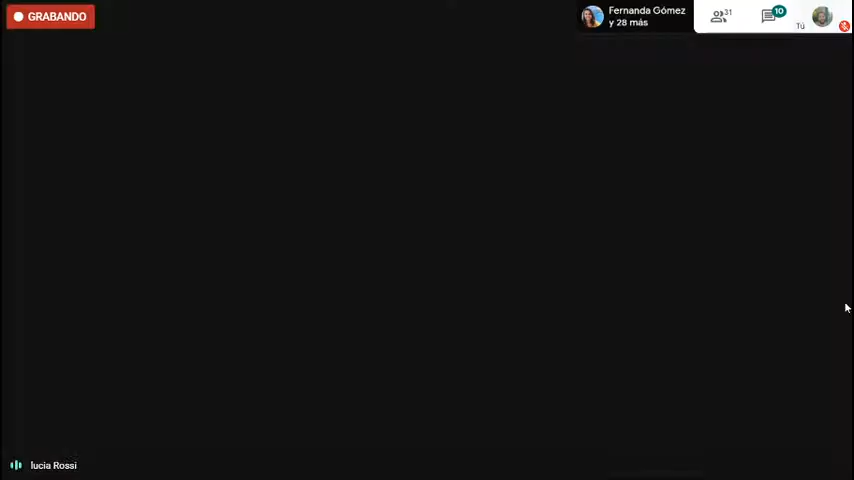 GRABANDO
Fernanda Gómez
y 28 más
31
10
Tú
lucia Rossi